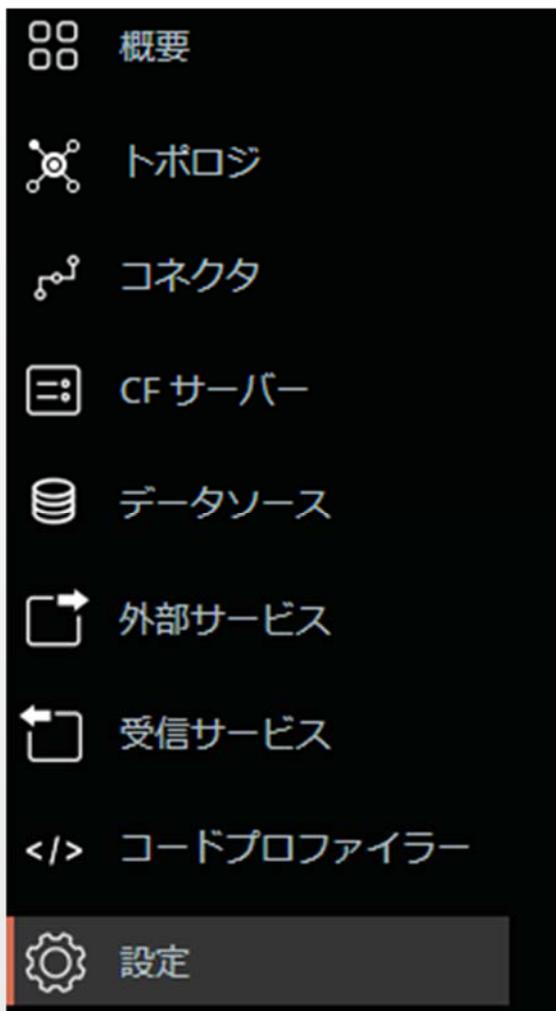 概要
トポロジ
コネクタ
CF サーバー
データソース
外部サービス
受信サービス
</> コードプロファイラー
設定